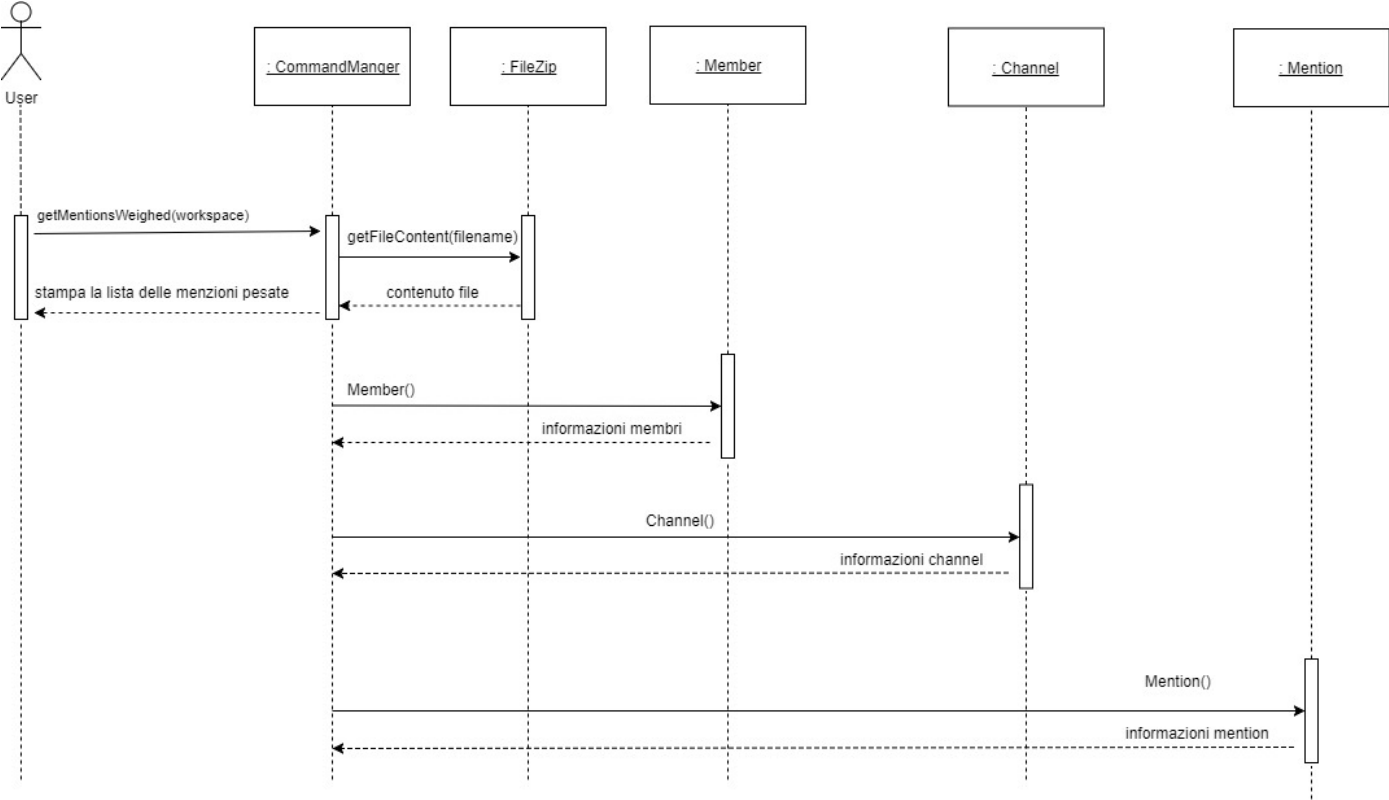 User
: CommandManger
: FileZip
: Member
: Channel
: Mention
getMentionsWeighed(workspace)
getFileContent(filename)
stampa la lista delle menzioni pesate
contenuto file
Member()
informazioni membri
Channel()
informazioni channel
Mention()
informazioni mention